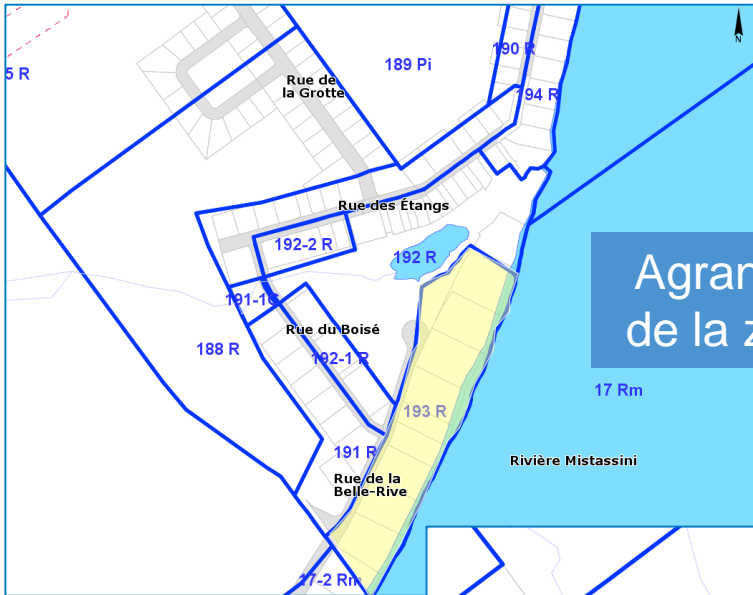 N
190 R
189 Pi
5 R
Rue de
la Grotte
194 R
Rue des Étangs
192-2 R
192 R
Agran
de la z
191-1C
Rue du Boisé
188 R
192-1 R
17 Rm
193 R
191 R
Rivière Mistassini
Rue de la
Belle-Rive
17-2 Rm